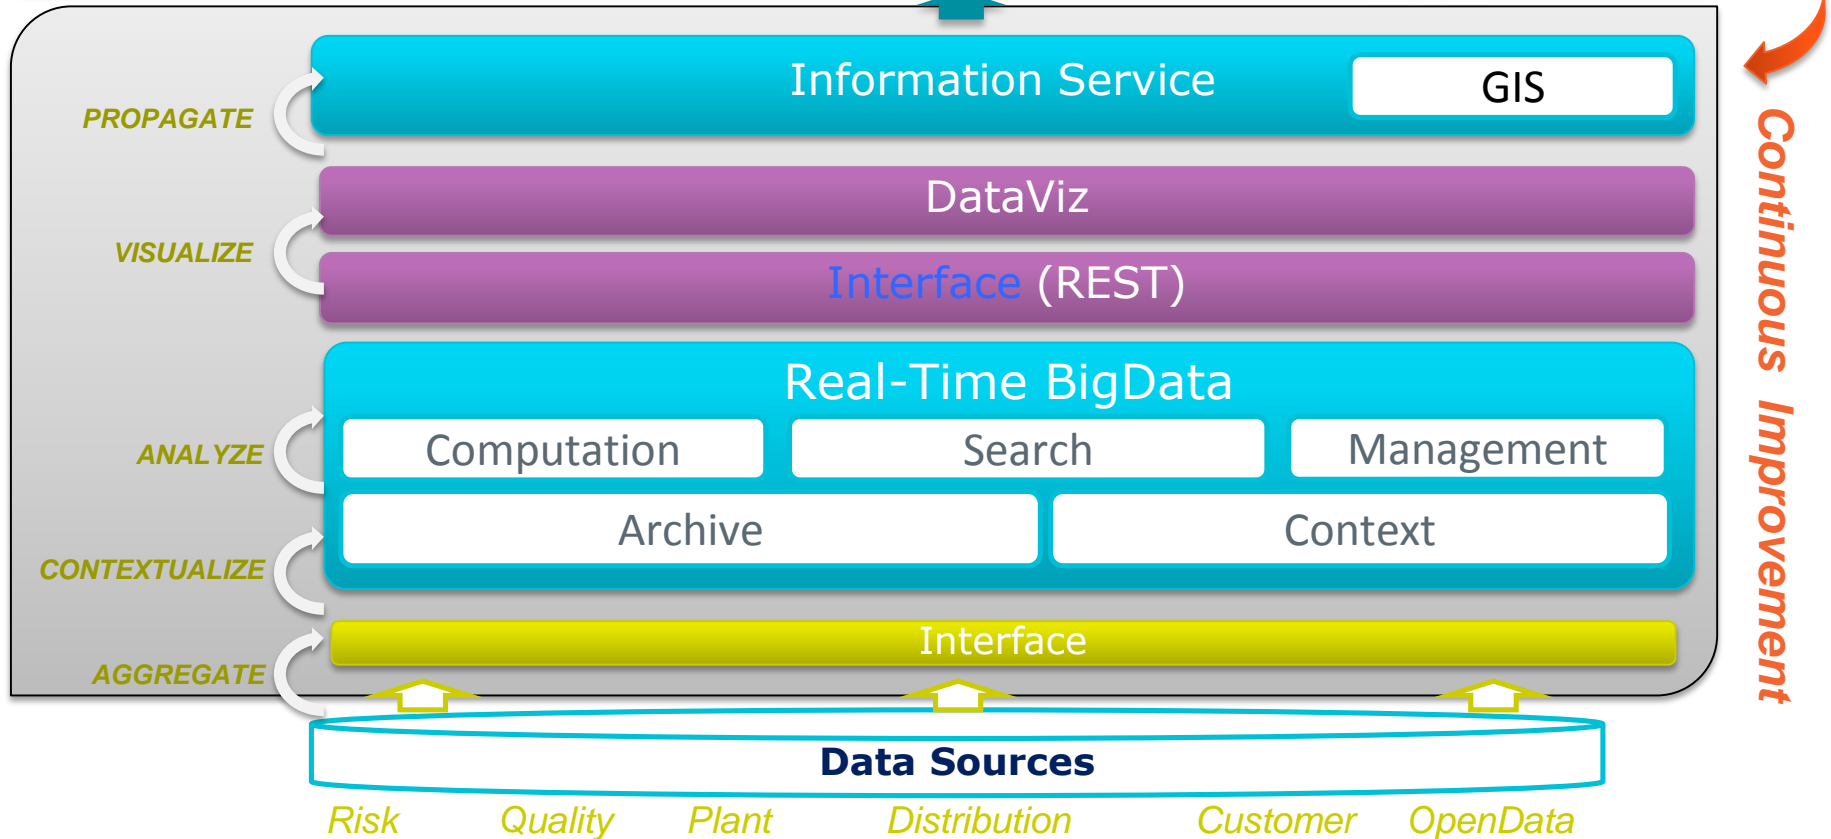 Information Service
GIS
PROPAGATE
DataViz
VISUALIZE
Interface (REST)
Real-Time BigData
ANALYZE
Computation
Search
Management
Archive
Context
CONTEXTUALIZE
Interface
AGGREGATE
Data Sources
Risk Quality Plant Distribution Customer OpenData
Continuous Improvement